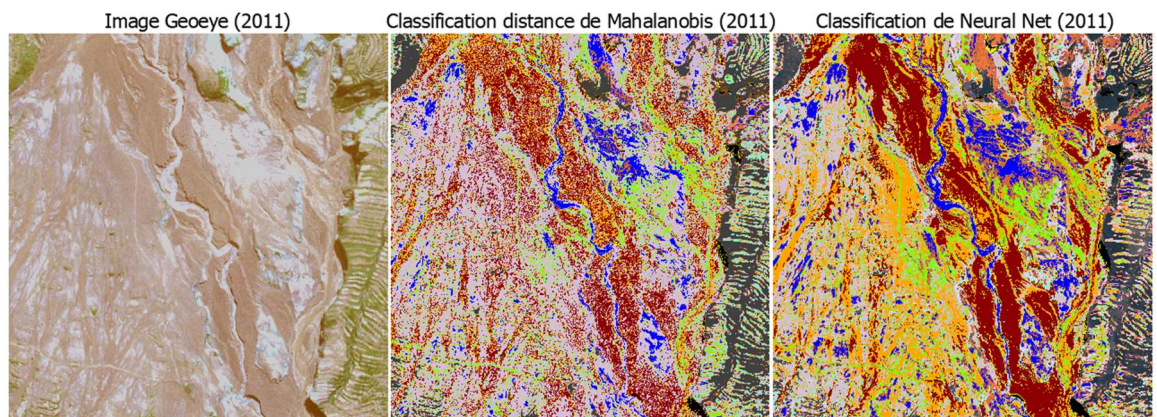 Image Geoeye (2011)
Classification distance de Mahalanobis (2011)
Classification de Neural Net (2011)